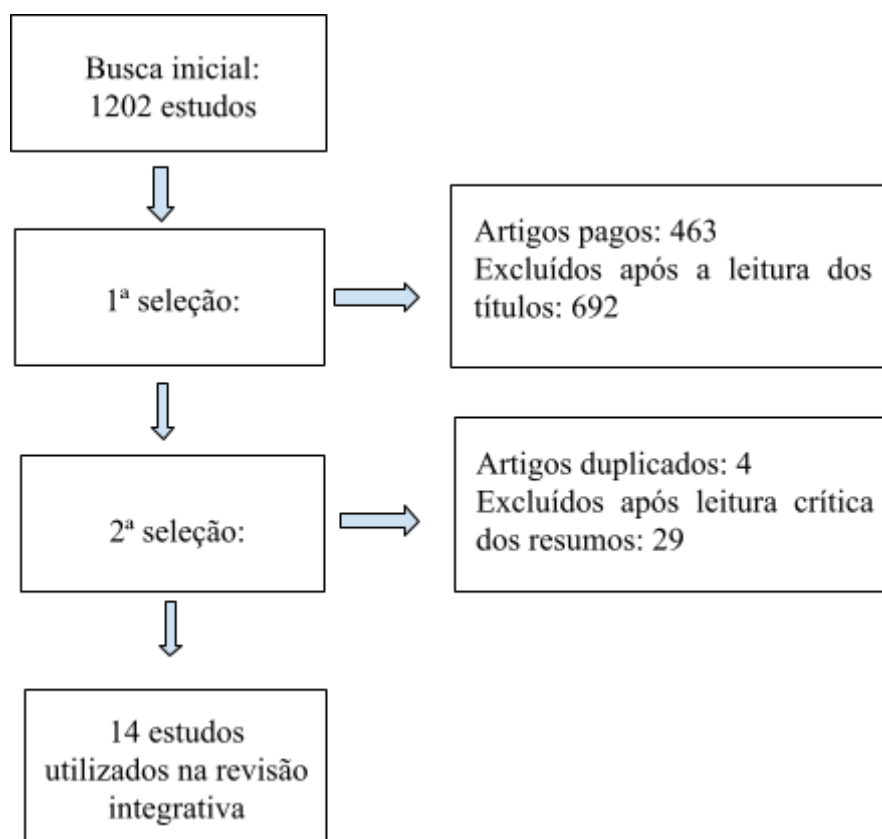 Busca inicial:
1202 estudos
1ª seleção:
Artigos pagos: 463
Excluídos após a leitura dos
títulos: 692
2ª seleção:
Artigos duplicados: 4
Excluídos após leitura crítica
dos resumos: 29
14 estudos
utilizados na revisão
integrativa